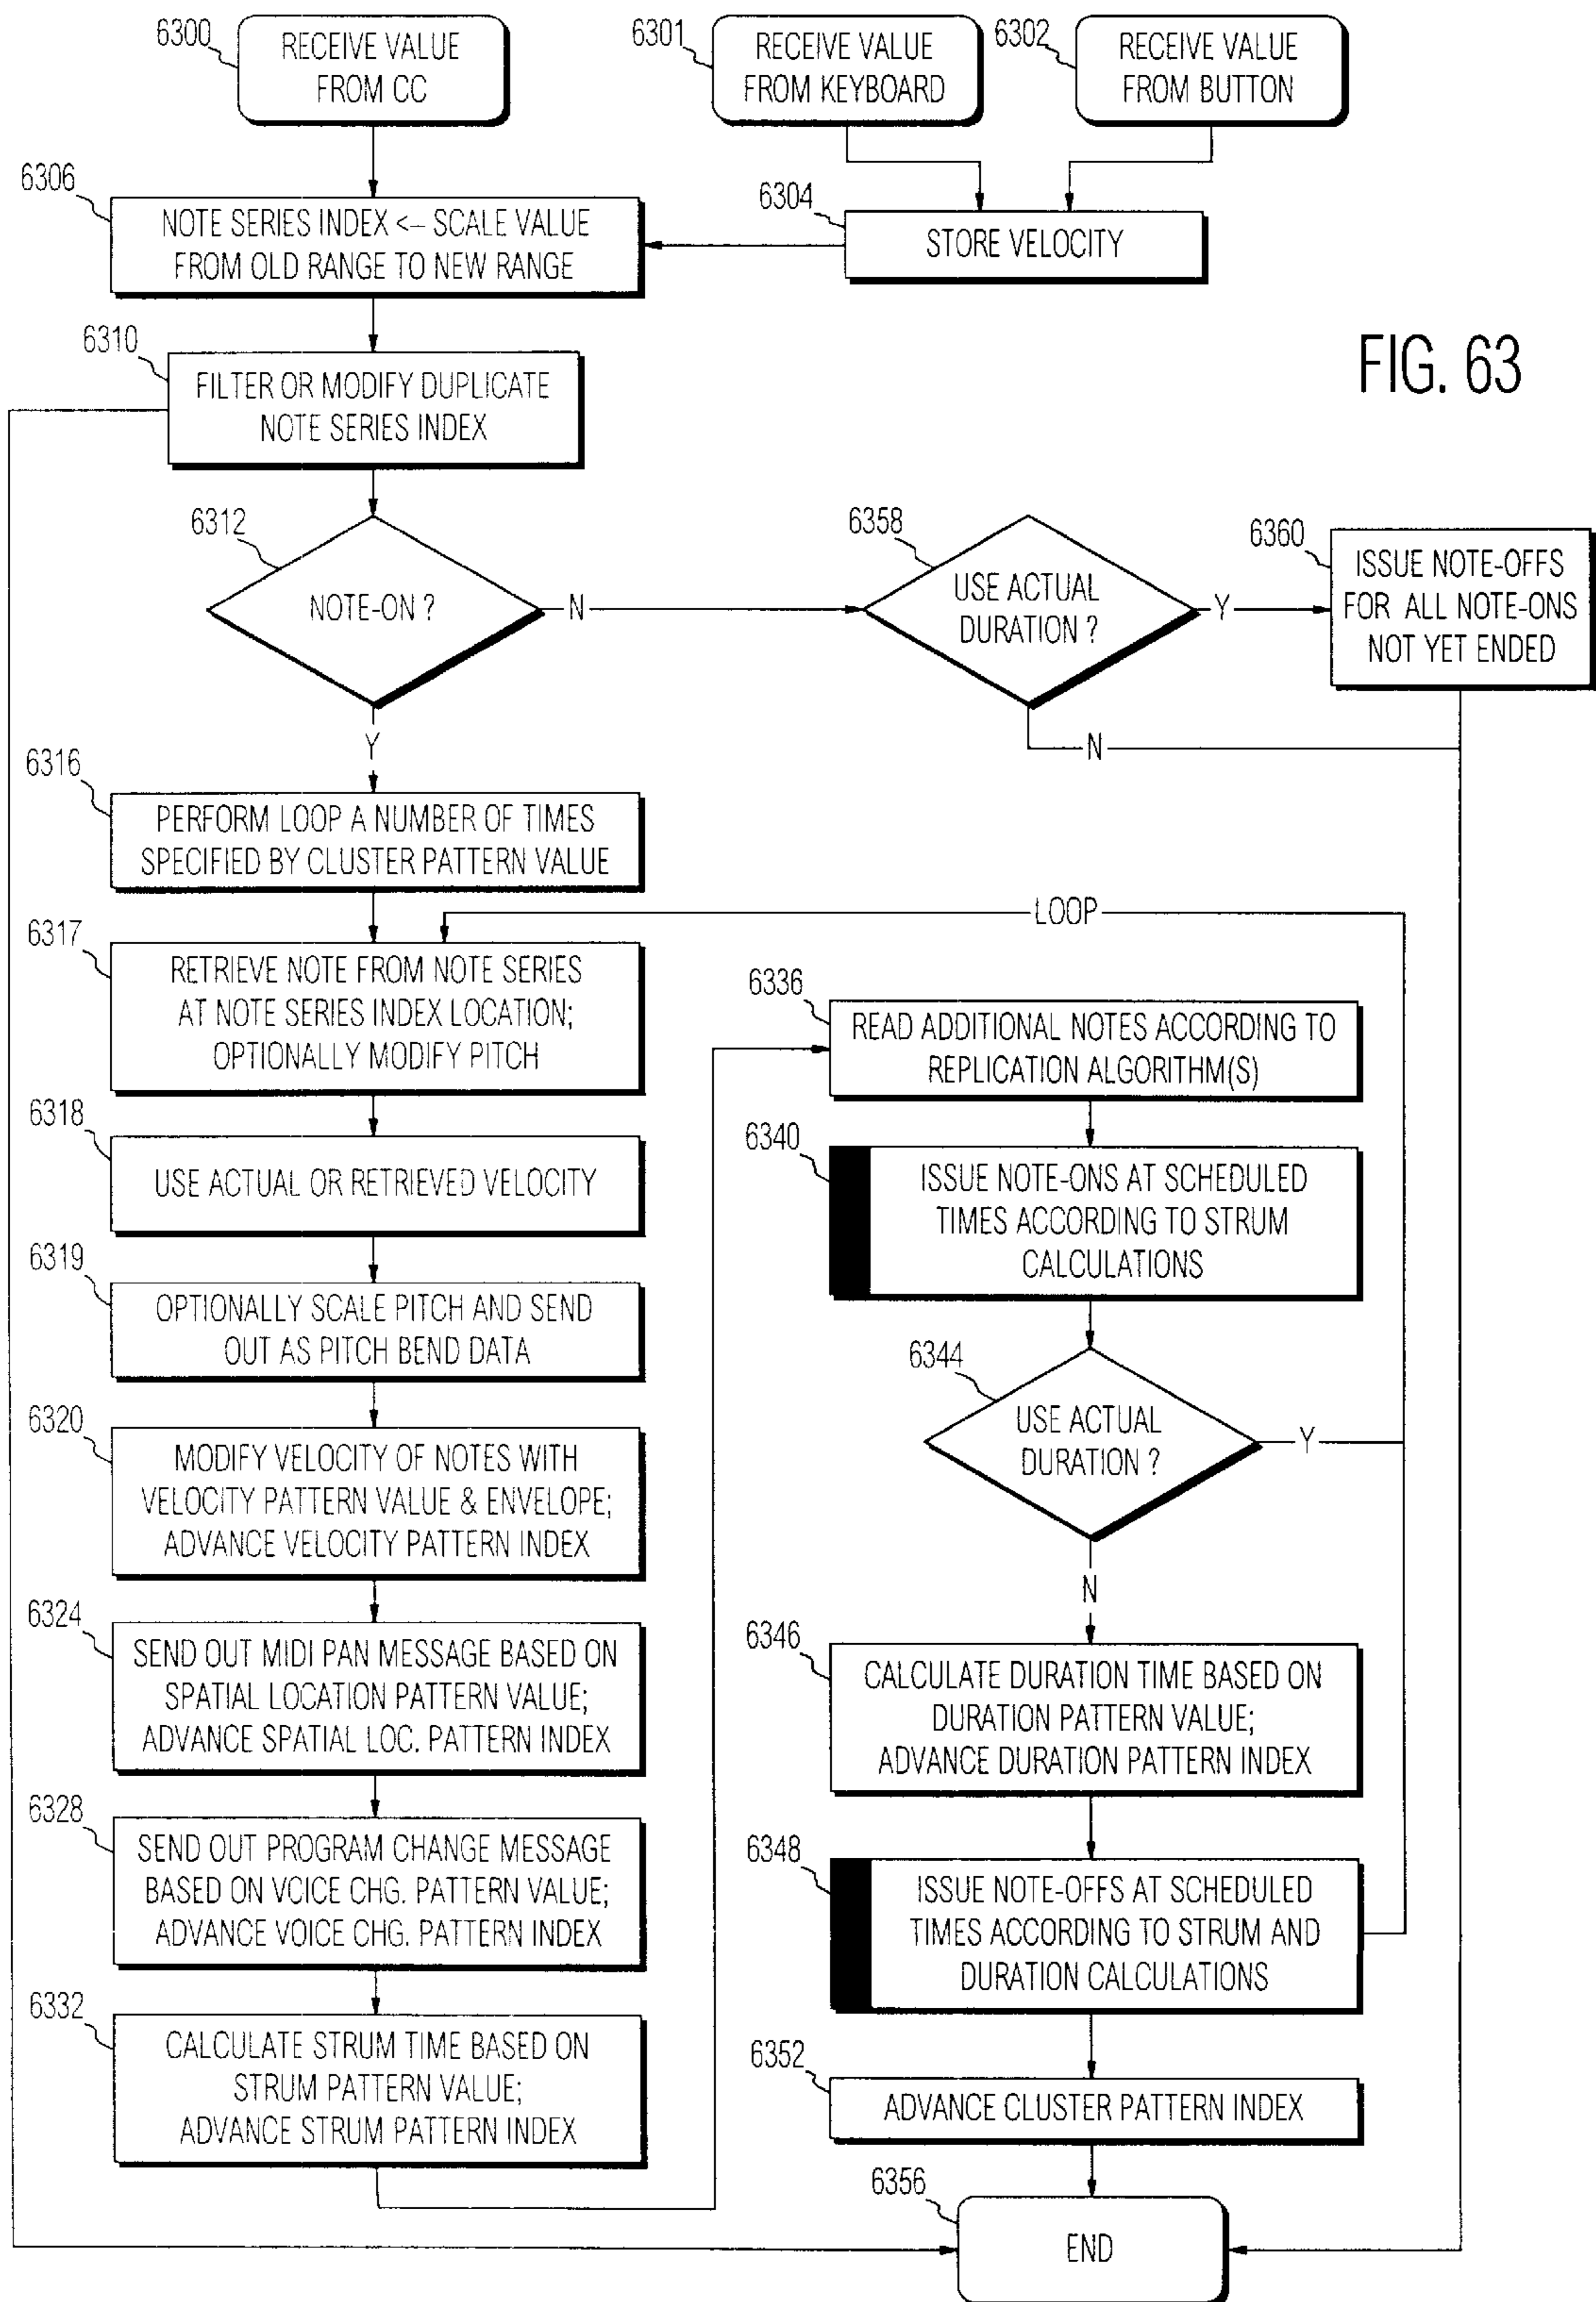 6300
RECEIVE VALUE
FROM CC
6301
RECEIVE VALUE
FROM KEYBOARD
6302
RECEIVE VALUE
FROM BUTTON
6306
NOTE SERIES INDEX <– SCALE VALUE
FROM OLD RANGE TO NEW RANGE
6304
STORE VELOCITY
FIG. 63
6310
FILTER OR MODIFY DUPLICATE
NOTE SERIES INDEX
6312
NOTE-ON ?
N
Y
6358
USE ACTUAL
DURATION ?
Y
N
6360
ISSUE NOTE-OFFS
FOR ALL NOTE-ONS
NOT YET ENDED
6316
PERFORM LOOP A NUMBER OF TIMES
SPECIFIED BY CLUSTER PATTERN VALUE
LOOP
6317
RETRIEVE NOTE FROM NOTE SERIES
AT NOTE SERIES INDEX LOCATION;
OPTIONALLY MODIFY PITCH
6318
USE ACTUAL OR RETRIEVED VELOCITY
6319
OPTIONALLY SCALE PITCH AND SEND
OUT AS PITCH BEND DATA
6320
MODIFY VELOCITY OF NOTES WITH
VELOCITY PATTERN VALUE & ENVELOPE;
ADVANCE VELOCITY PATTERN INDEX
6324
SEND OUT MIDI PAN MESSAGE BASED ON
SPATIAL LOCATION PATTERN VALUE;
ADVANCE SPATIAL LOC. PATTERN INDEX
6328
SEND OUT PROGRAM CHANGE MESSAGE
BASED ON VOICE CHG. PATTERN VALUE;
ADVANCE VOICE CHG. PATTERN INDEX
6332
CALCULATE STRUM TIME BASED ON
STRUM PATTERN VALUE;
ADVANCE STRUM PATTERN INDEX
6336
READ ADDITIONAL NOTES ACCORDING TO
REPLICATION ALGORITHM(S)
6340
ISSUE NOTE-ONS AT SCHEDULED
TIMES ACCORDING TO STRUM
CALCULATIONS
6344
USE ACTUAL
DURATION ?
Y
N
6346
CALCULATE DURATION TIME BASED ON
DURATION PATTERN VALUE;
ADVANCE DURATION PATTERN INDEX
6348
ISSUE NOTE-OFFS AT SCHEDULED
TIMES ACCORDING TO STRUM AND
DURATION CALCULATIONS
6352
ADVANCE CLUSTER PATTERN INDEX
6356
END